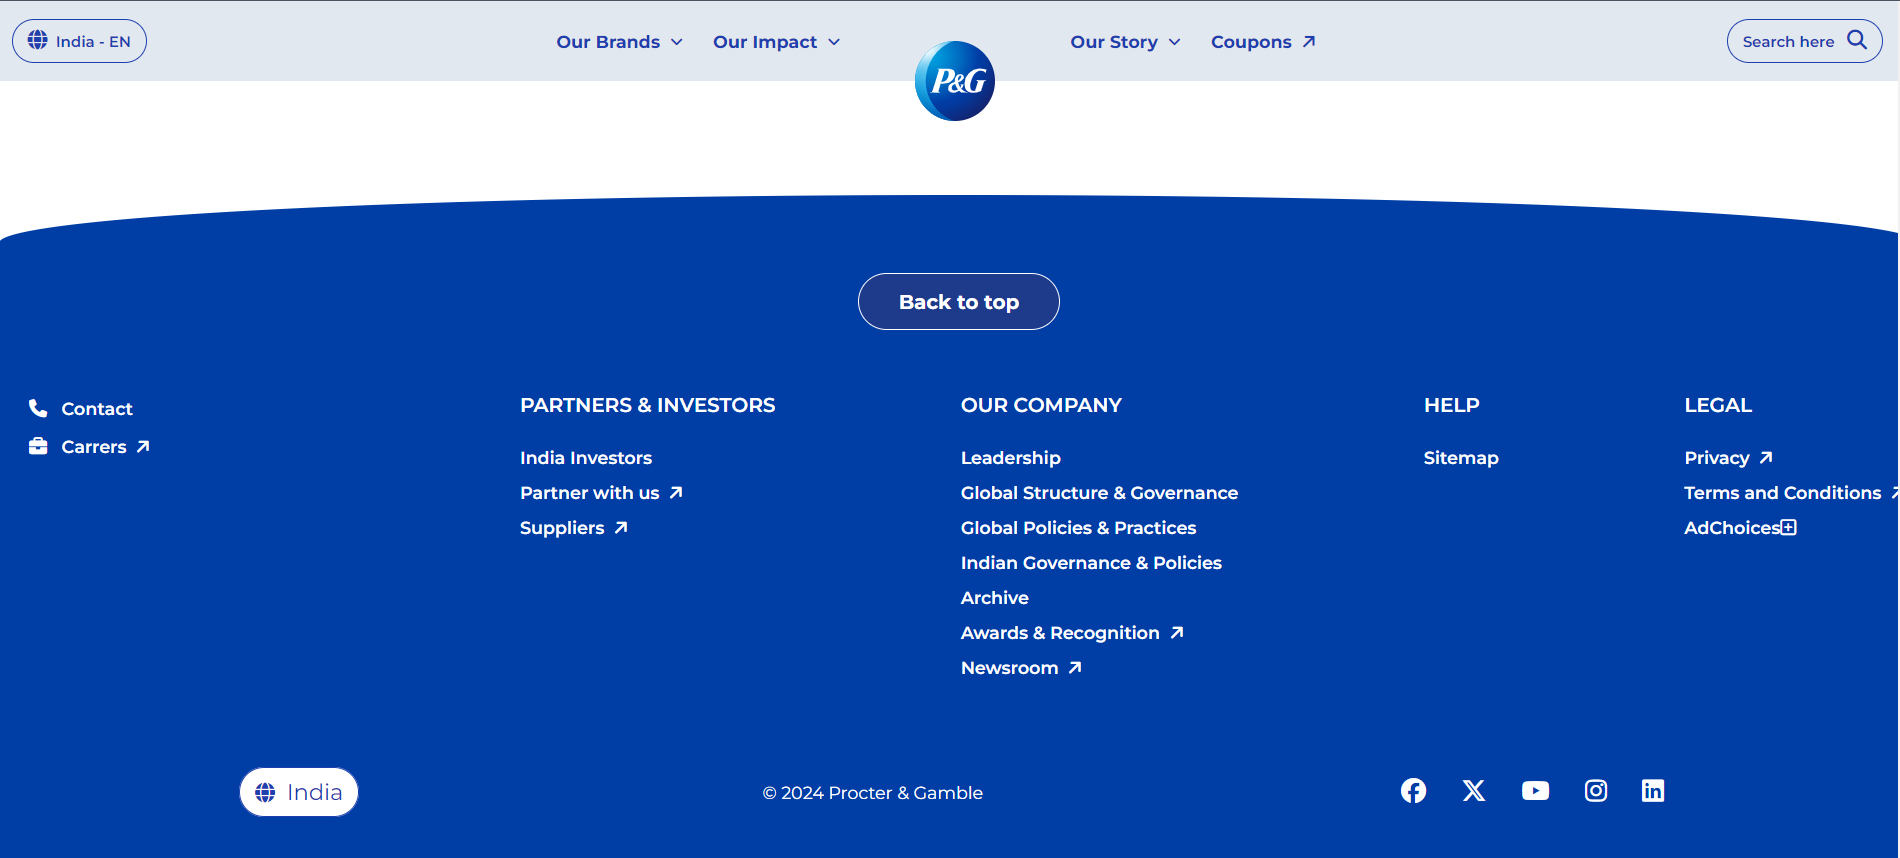 India - EN
Our Brands
Our Impact
P&G
Our Story
Coupons
Search here
Back to top
Contact
Carrers
PARTNERS & INVESTORS
India Investors
Partner with us
Suppliers
OUR COMPANY
Leadership
Global Structure & Governance
Global Policies & Practices
Indian Governance & Policies
Archive
Awards & Recognition
Newsroom
HELP
Sitemap
LEGAL
Privacy
Terms and Conditions
AdChoices
India
© 2024 Procter & Gamble